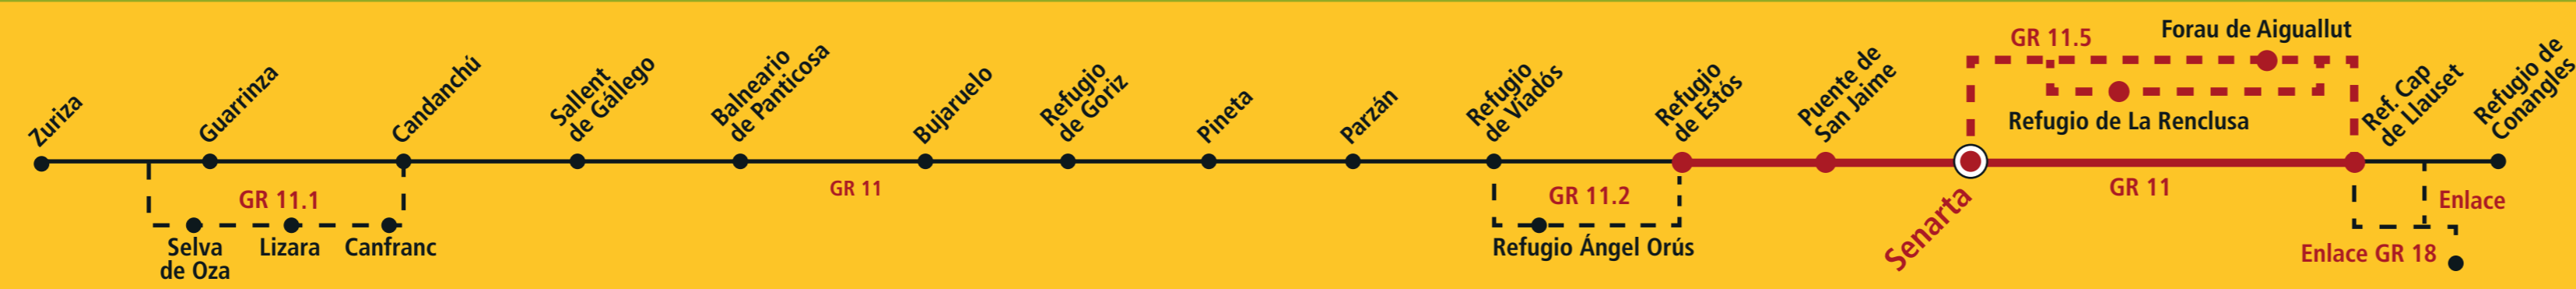 Zuriza
Guarrinza
Candanchú
Sallent
de Gállego
Balneario
de Panticosa
Bujaruelo
Refugio
de Goriz
Pineta
Parzán
Refugio
de Viadós
Refugio
de Estós
Puente de
San Jaime
GR 11.5
Forau de Aiguallut
Refugio de La Renclusa
Ref. Cap
de Llauset
Refugio de
Conangles
GR 11.1
Selva
de Oza
Lizara
Canfranc
GR 11
GR 11.2
Refugio Ángel Orús
Senarta
GR 11
Enlace
Enlace GR 18